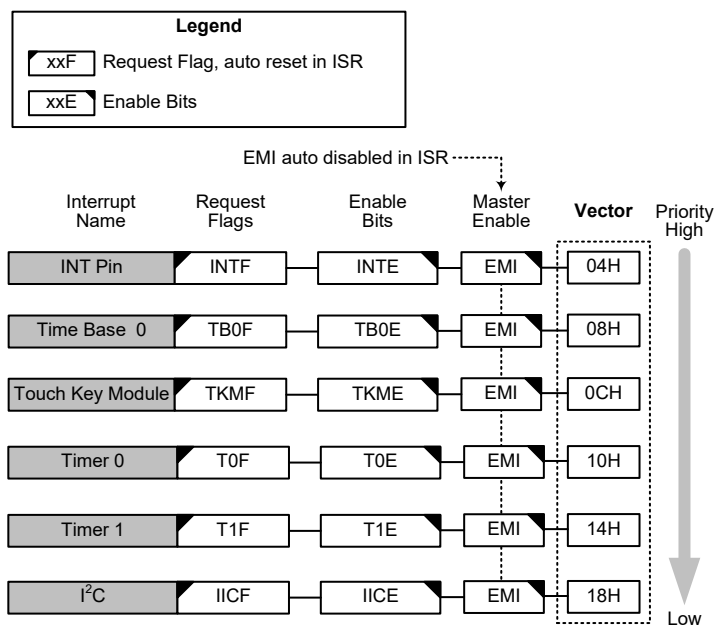 Legend
xxF Request Flag, auto reset in ISR
xxE Enable Bits
EMI auto disabled in ISR
Interrupt Name Request Flags Enable Bits Master Enable Vector Priority High
INT Pin INTF INTE EMI 04H
Time Base 0 TB0F TB0E EMI 08H
Touch Key Module TKMF TKME EMI 0CH
Timer 0 T0F T0E EMI 10H
Timer 1 T1F T1E EMI 14H
I²C IICF IICE EMI 18H
Low